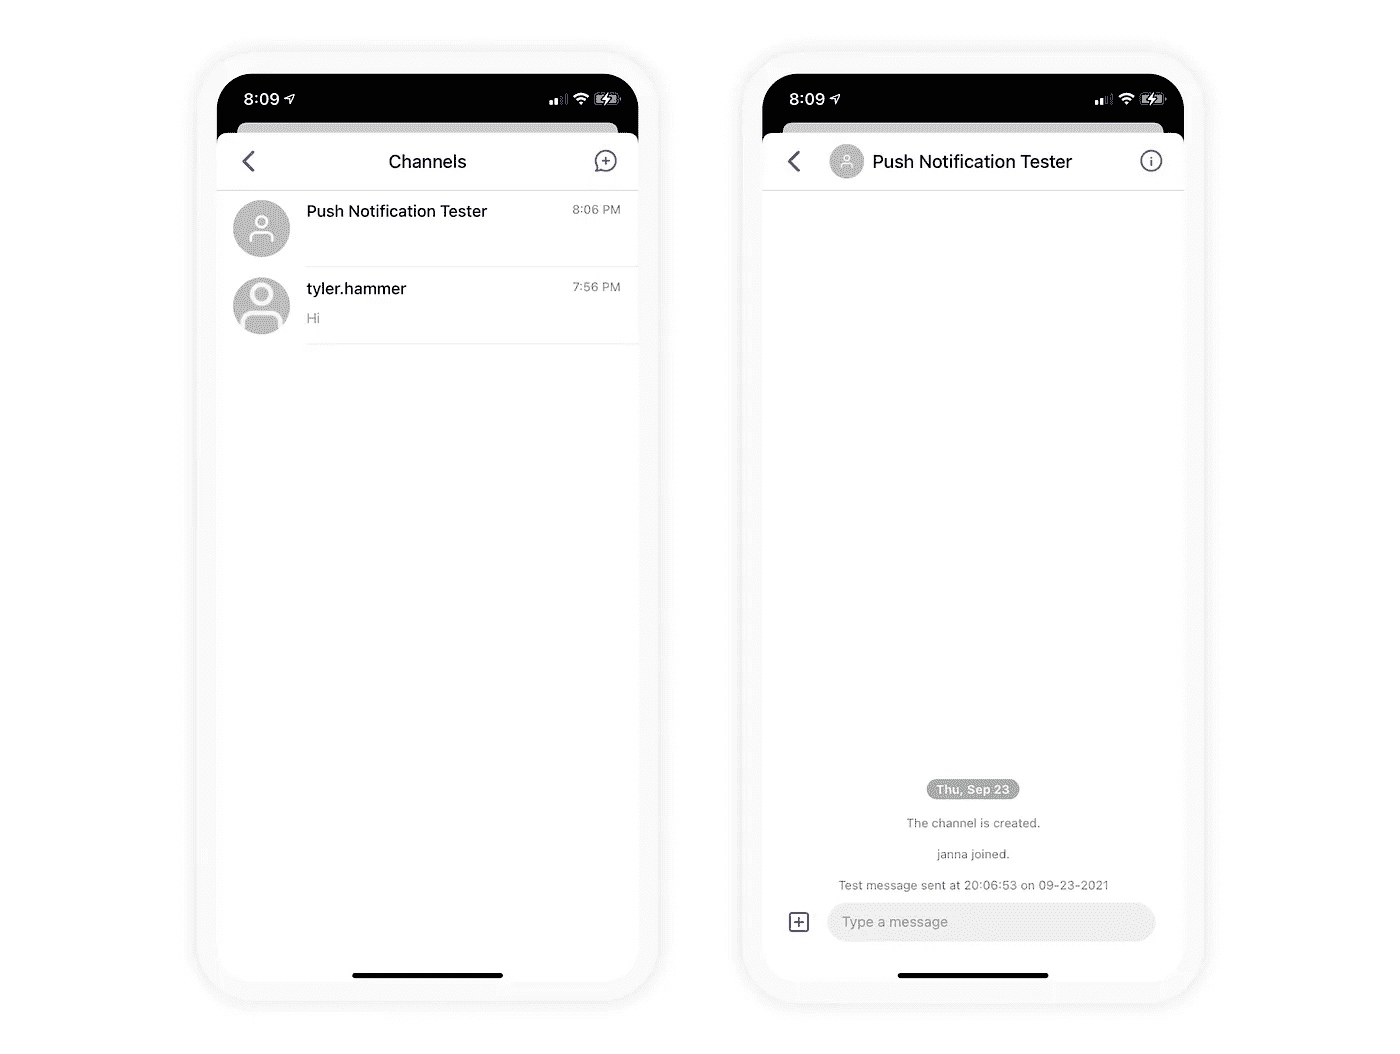 8:09
Channels
Push Notification Tester 8:06 PM
tyler.hammer 7:56 PM
Hi
8:09
Push Notification Tester
Thu, Sep 23
The channel is created.
janna joined.
Test message sent at 20:06:53 on 09-23-2021
Type a message